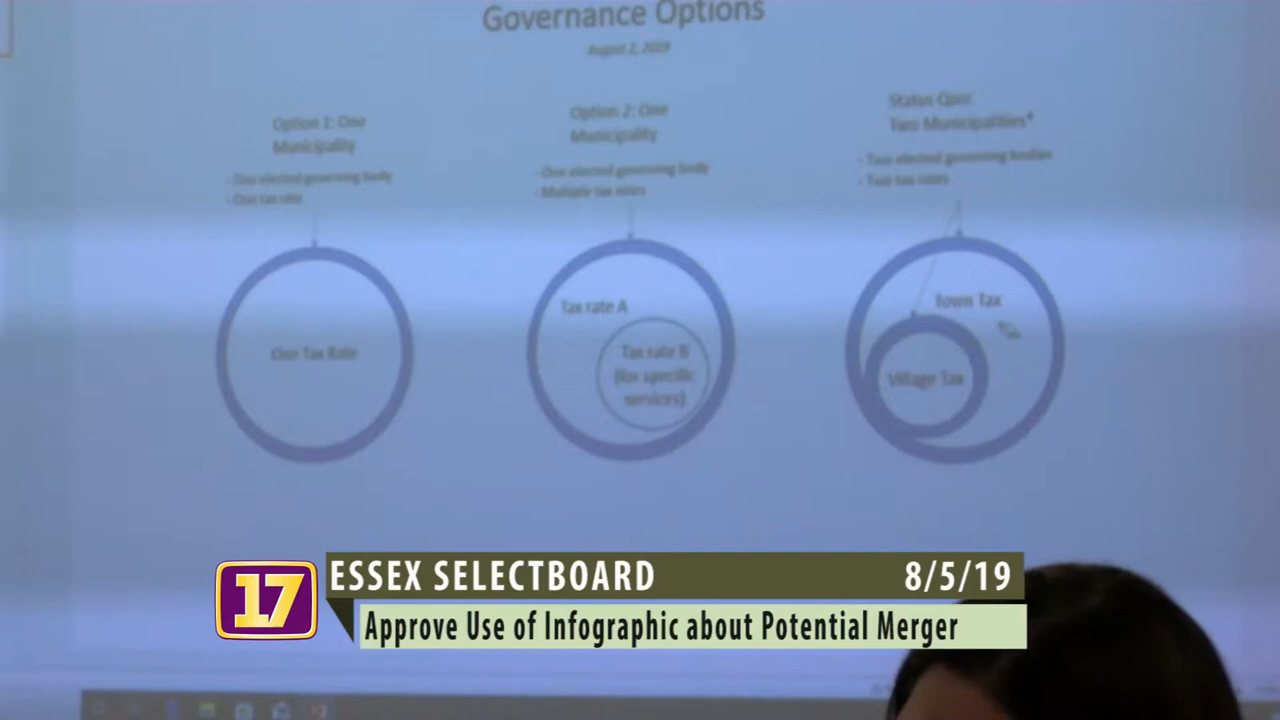 Governance Options
August 2, 2019
Option 1: One
Municipality
- One elected governing body
- One tax rate
Option 2: One
Municipality
- One elected governing body
- Multiple tax rates
Status Quo:
Two Municipalities*
- Two elected governing bodies
- Two tax rates
One Tax Rate
Tax rate A
Tax rate B
(for specific
services)
Town Tax
Village Tax
17
ESSEX SELECTBOARD
8/5/19
Approve Use of Infographic about Potential Merger